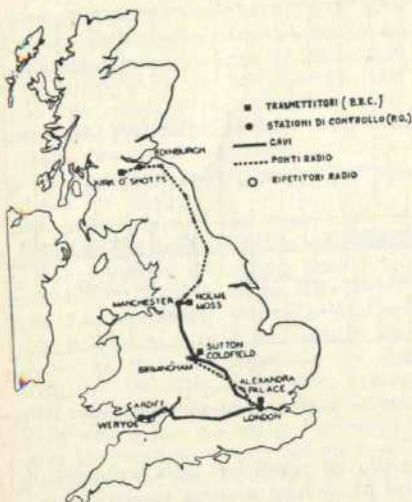 TRASMETTITORI (B.B.C.)
STAZIONI DI CONTROLLO (P.O.)
CAVI
PONTI RADIO
RIPETITORI RADIO
EDINBURGH
KIRK O'SHOTTS
MANCHESTER
HOLME
MOSS
SUTTON
COLDFIELD
BIRMINGHAM
ALEXANDRA
PALACE
CARDIFF
WENVOE
LONDON